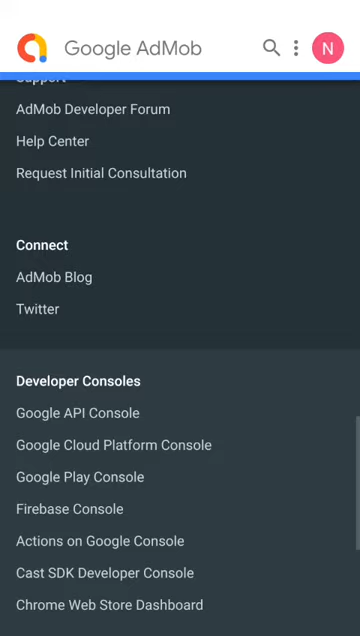 Google AdMob
N
Support
AdMob Developer Forum
Help Center
Request Initial Consultation
Connect
AdMob Blog
Twitter
Developer Consoles
Google API Console
Google Cloud Platform Console
Google Play Console
Firebase Console
Actions on Google Console
Cast SDK Developer Console
Chrome Web Store Dashboard